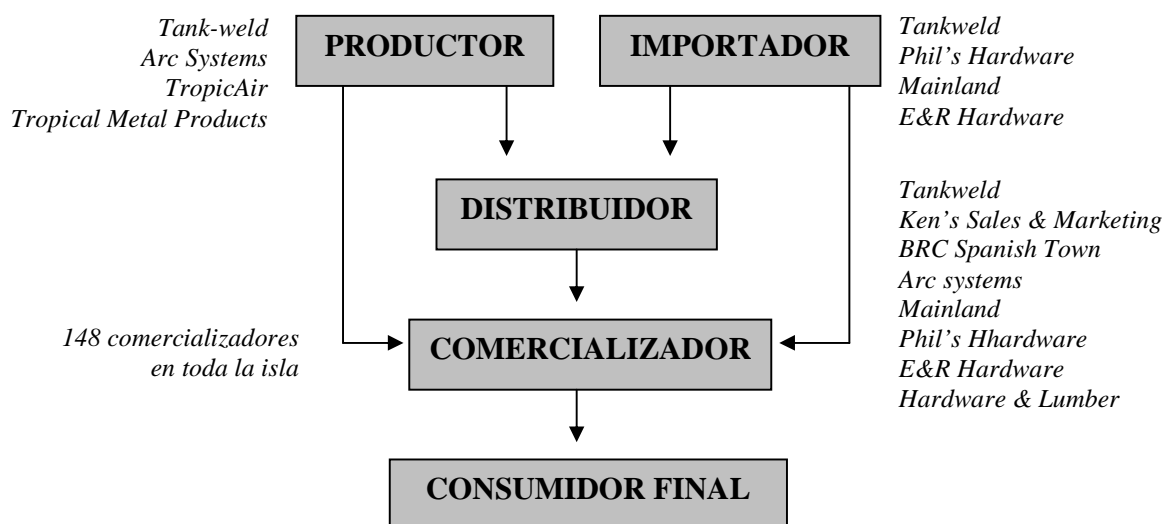 Tank-weld
Arc Systems
TropicAir
Tropical Metal Products
PRODUCTOR
IMPORTADOR
Tankweld
Phil’s Hardware
Mainland
E&R Hardware
DISTRIBUIDOR
Tankweld
Ken’s Sales & Marketing
BRC Spanish Town
Arc systems
Mainland
Phil’s Hhardware
E&R Hardware
Hardware & Lumber
148 comercializadores
en toda la isla
COMERCIALIZADOR
CONSUMIDOR FINAL